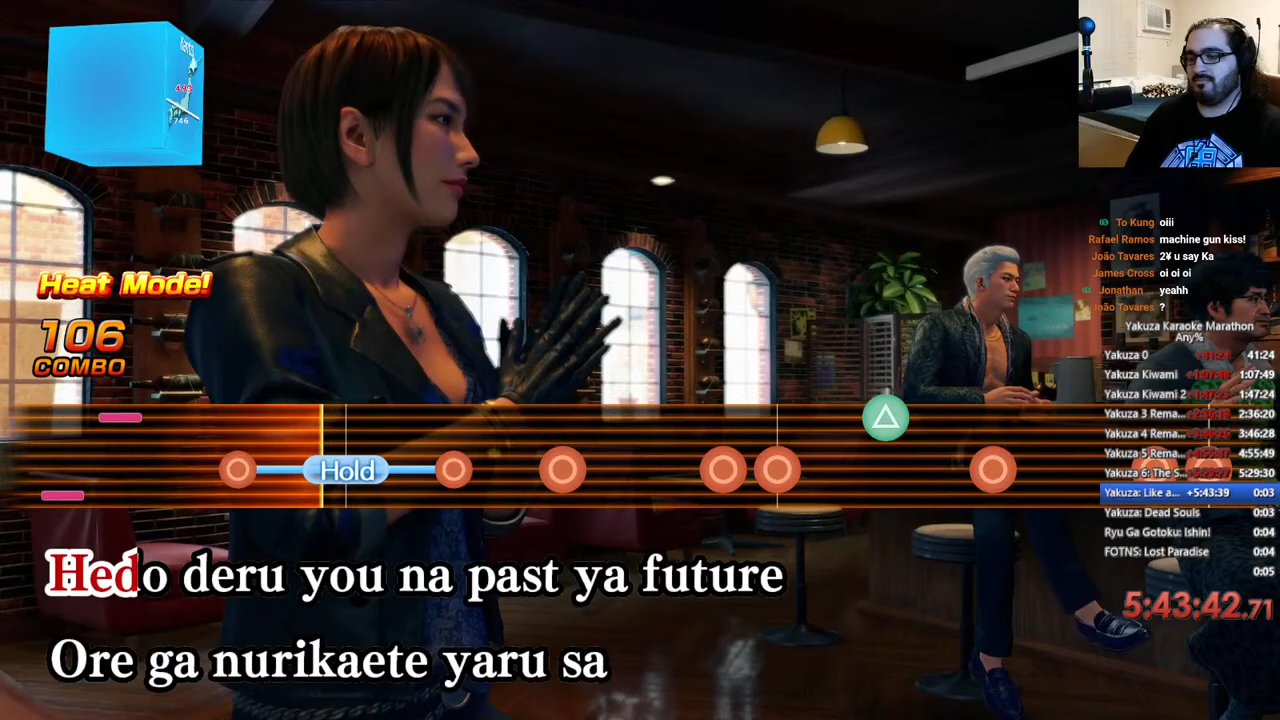 To Kung oiii
Rafael Ramos machine gun kiss!
João Tavares 2¥ u say Ka
James Cross oi oi oi
Jonathan ... yeahh
João Tavares ?
Yakuza Karaoke Marathon
Any%
Yakuza 0 +41:24 41:24
Yakuza Kiwami 1:07:49
Yakuza Kiwami 2 1:47:24
Yakuza 3 Rema... 2:36:20
Yakuza 4 Rema... 3:46:28
Yakuza 5 Rema... 4:55:49
Yakuza 6: The S... 5:29:30
Yakuza: Like a... +5:43:39 0:03
Yakuza: Dead Souls 0:03
Ryu Ga Gotoku: Ishin! 0:04
FOTNS: Lost Paradise 0:04
0:05
5:43:42.71
Heat Mode!
106
COMBO
Hold
Hedo deru you na past ya future
Ore ga nurikaete yaru sa